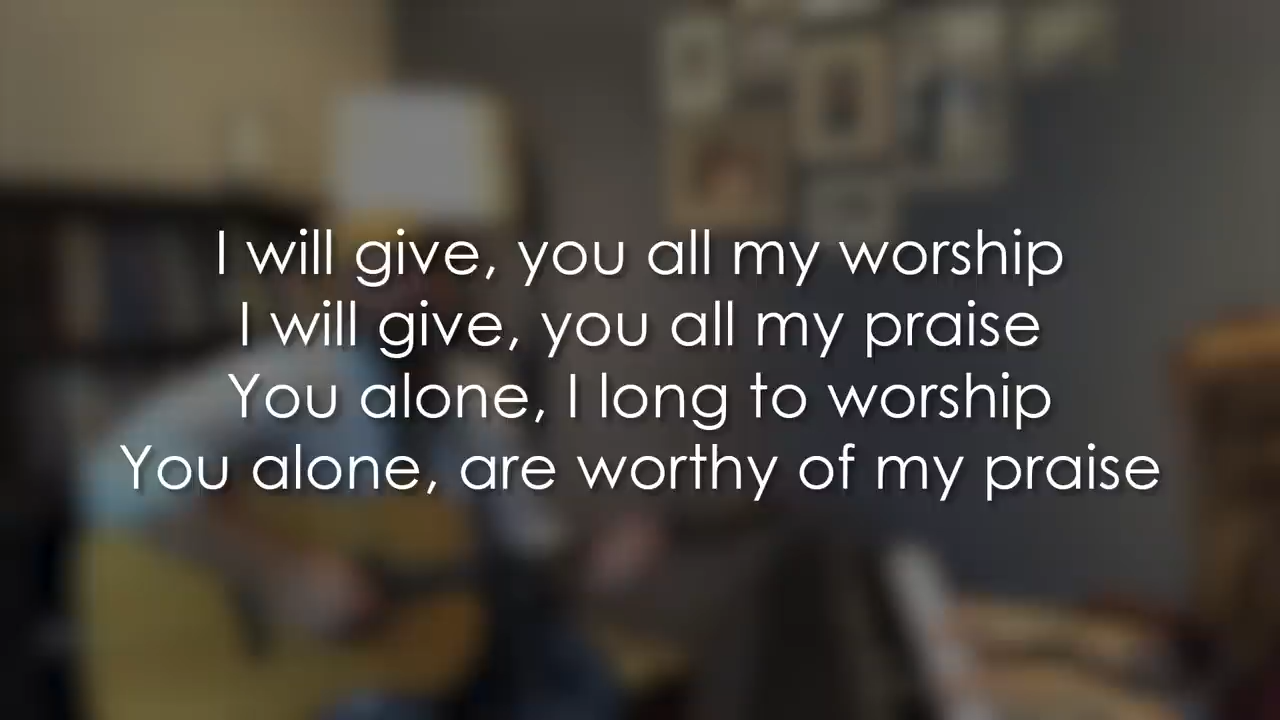 I will give, you all my worship
I will give, you all my praise
You alone, I long to worship
You alone, are worthy of my praise